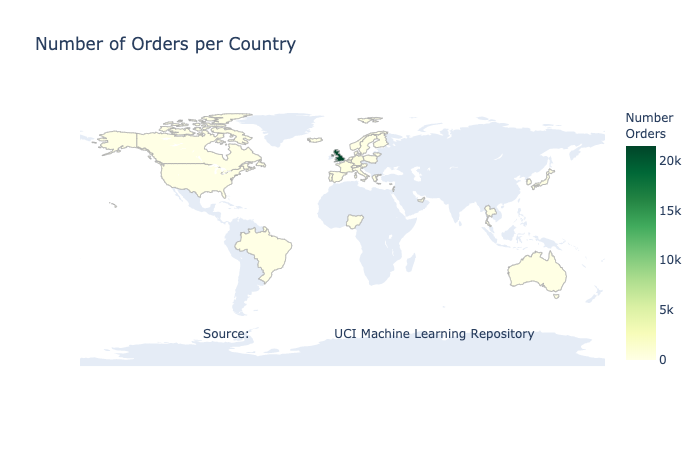 Number of Orders per Country
Number
Orders
20k
15k
10k
5k
0
Source: UCI Machine Learning Repository